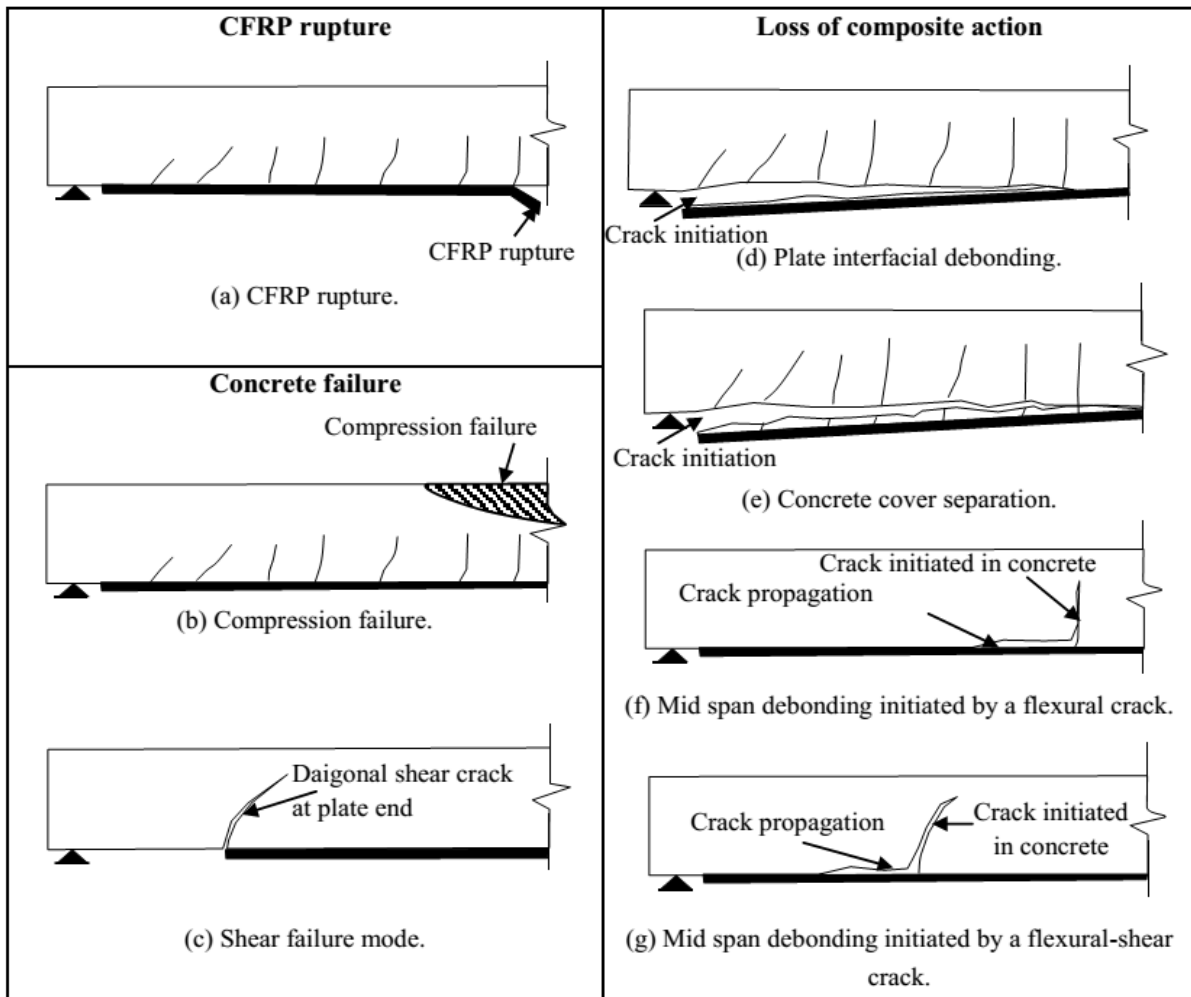 CFRP rupture
CFRP rupture
(a) CFRP rupture.
Concrete failure
Compression failure
(b) Compression failure.
Daigonal shear crack
at plate end
(c) Shear failure mode.
Loss of composite action
Crack initiation
(d) Plate interfacial debonding.
Crack initiation
(e) Concrete cover separation.
Crack initiated in concrete
Crack propagation
(f) Mid span debonding initiated by a flexural crack.
Crack propagation
Crack initiated
in concrete
(g) Mid span debonding initiated by a flexural-shear
crack.